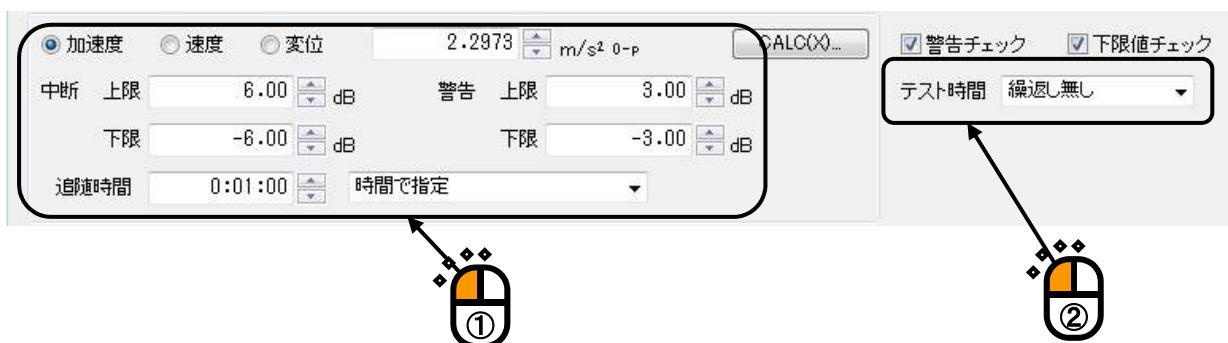 加速度 速度 変位 2.2973 m/s² 0-P CALC(X)... 警告チェック 下限値チェック
中断 上限 6.00 dB 警告 上限 3.00 dB テスト時間 繰返し無し
下限 -6.00 dB 下限 -3.00 dB
追随時間 0:01:00 時間で指定
① ②